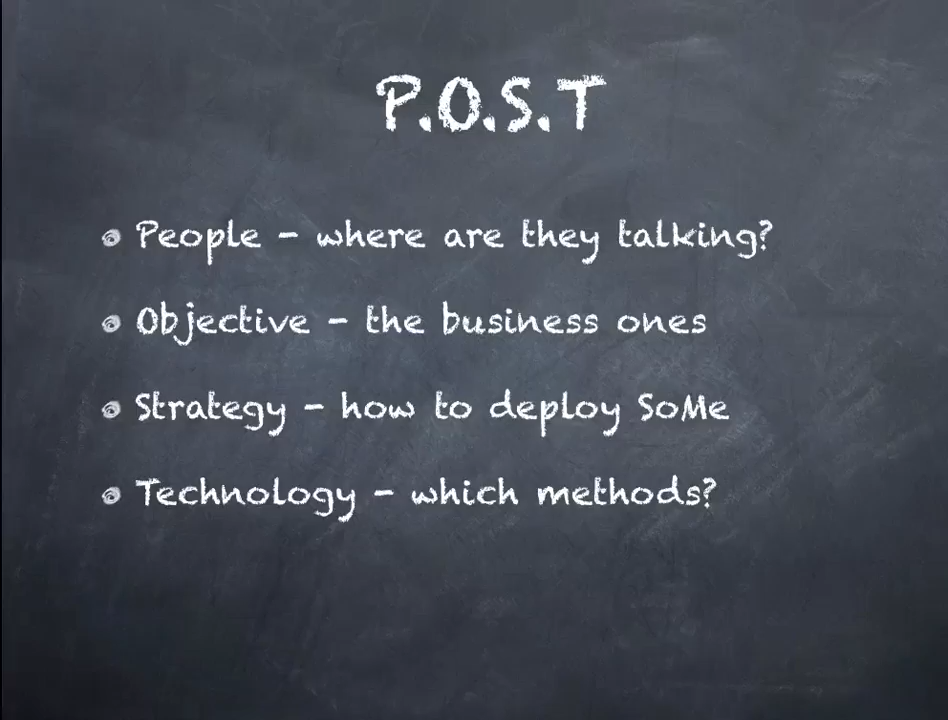 P.O.S.T
People - where are they talking?
Objective - the business ones
Strategy - how to deploy SoMe
Technology - which methods?